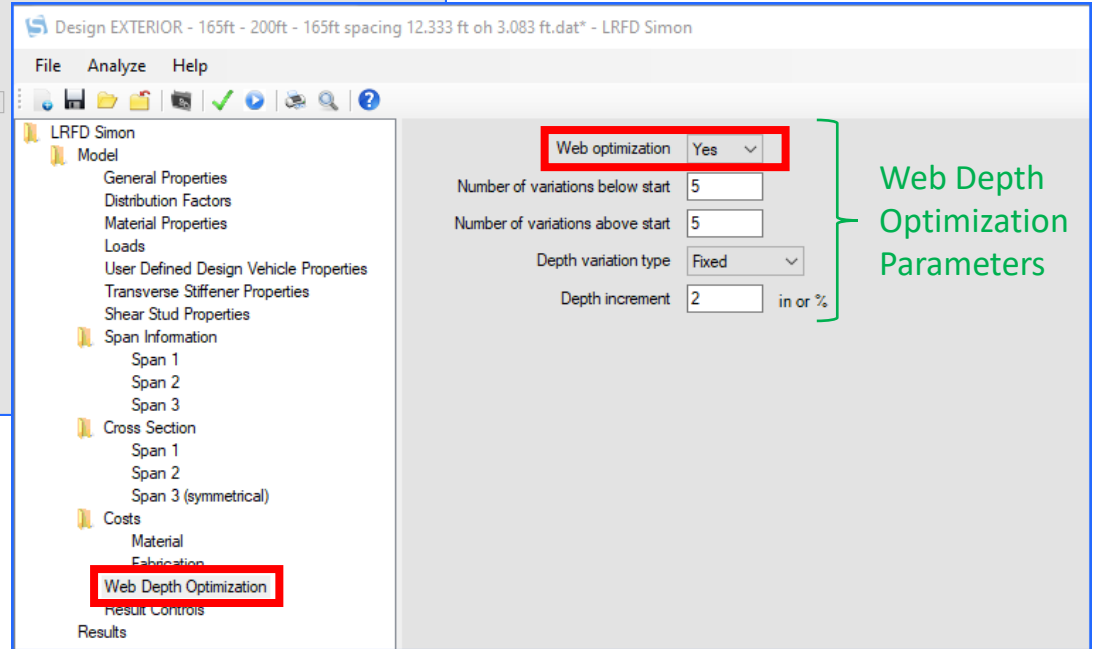 Design EXTERIOR - 165ft - 200ft - 165ft spacing 12.333 ft oh 3.083 ft.dat* - LRFD Simon
File Analyze Help
LRFD Simon
Model
General Properties
Distribution Factors
Material Properties
Loads
User Defined Design Vehicle Properties
Transverse Stiffener Properties
Shear Stud Properties
Span Information
Span 1
Span 2
Span 3
Cross Section
Span 1
Span 2
Span 3 (symmetrical)
Costs
Material
Fabrication
Web Depth Optimization
Result Controls
Results
Web optimization Yes
Number of variations below start 5
Number of variations above start 5
Depth variation type Fixed
Depth increment 2 in or %
Web Depth
Optimization
Parameters